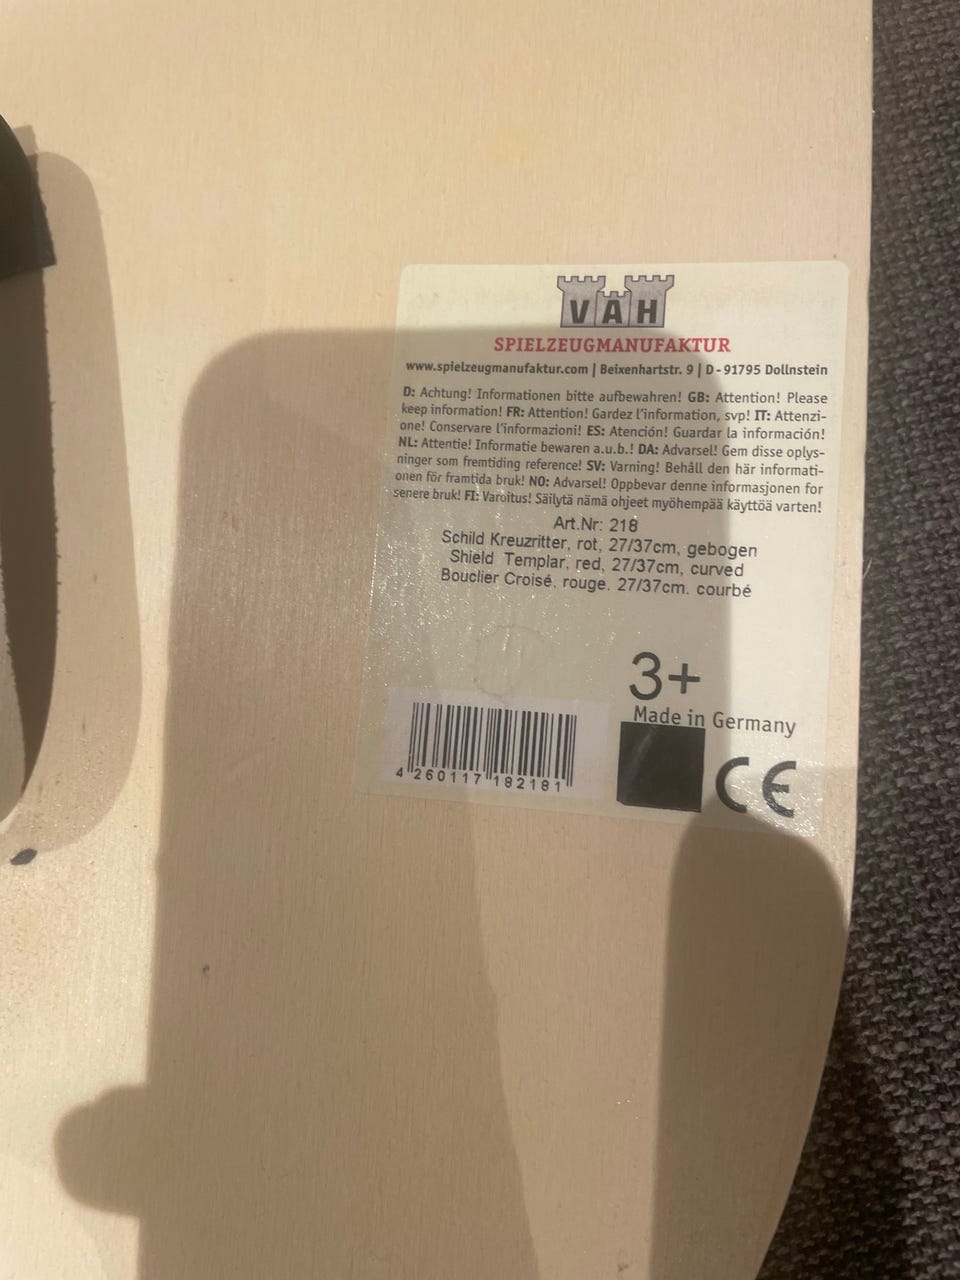 VAH
SPIELZEUGMANUFAKTUR
www.spielzeugmanufaktur.com | Beixenhartstr. 9 | D - 91795 Dollnstein
D: Achtung! Informationen bitte aufbewahren! GB: Attention! Please
keep information! FR: Attention! Gardez l'information, svp! IT: Attenzi-
one! Conservare l'informazioni! ES: Atención! Guardar la información!
NL: Attentie! Informatie bewaren a.u.b.! DA: Advarsel! Gem disse oplys-
ninger som fremtiding reference! SV: Varning! Behåll den här informati-
onen för framtida bruk! NO: Advarsel! Oppbevar denne informasjonen for
senere bruk! FI: Varoitus! Säilytä nämä ohjeet myöhempää käyttöä varten!
Art.Nr: 218
Schild Kreuzritter, rot, 27/37cm, gebogen
Shield Templar, red, 27/37cm, curved
Bouclier Croisé, rouge, 27/37cm, courbé
3+
Made in Germany
4 260117 182181
CE